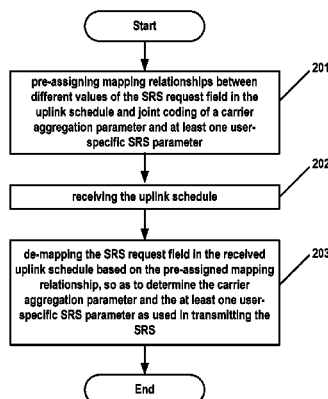 Start
201
pre-assigning mapping relationships between
different values of the SRS request field in the
uplink schedule and joint coding of a carrier
aggregation parameter and at least one user-
specific SRS parameter
202
receiving the uplink schedule
203
de-mapping the SRS request field in the received
uplink schedule based on the pre-assigned mapping
relationship, so as to determine the carrier
aggregation parameter and the at least one user-
specific SRS parameter as used in transmitting the
SRS
End